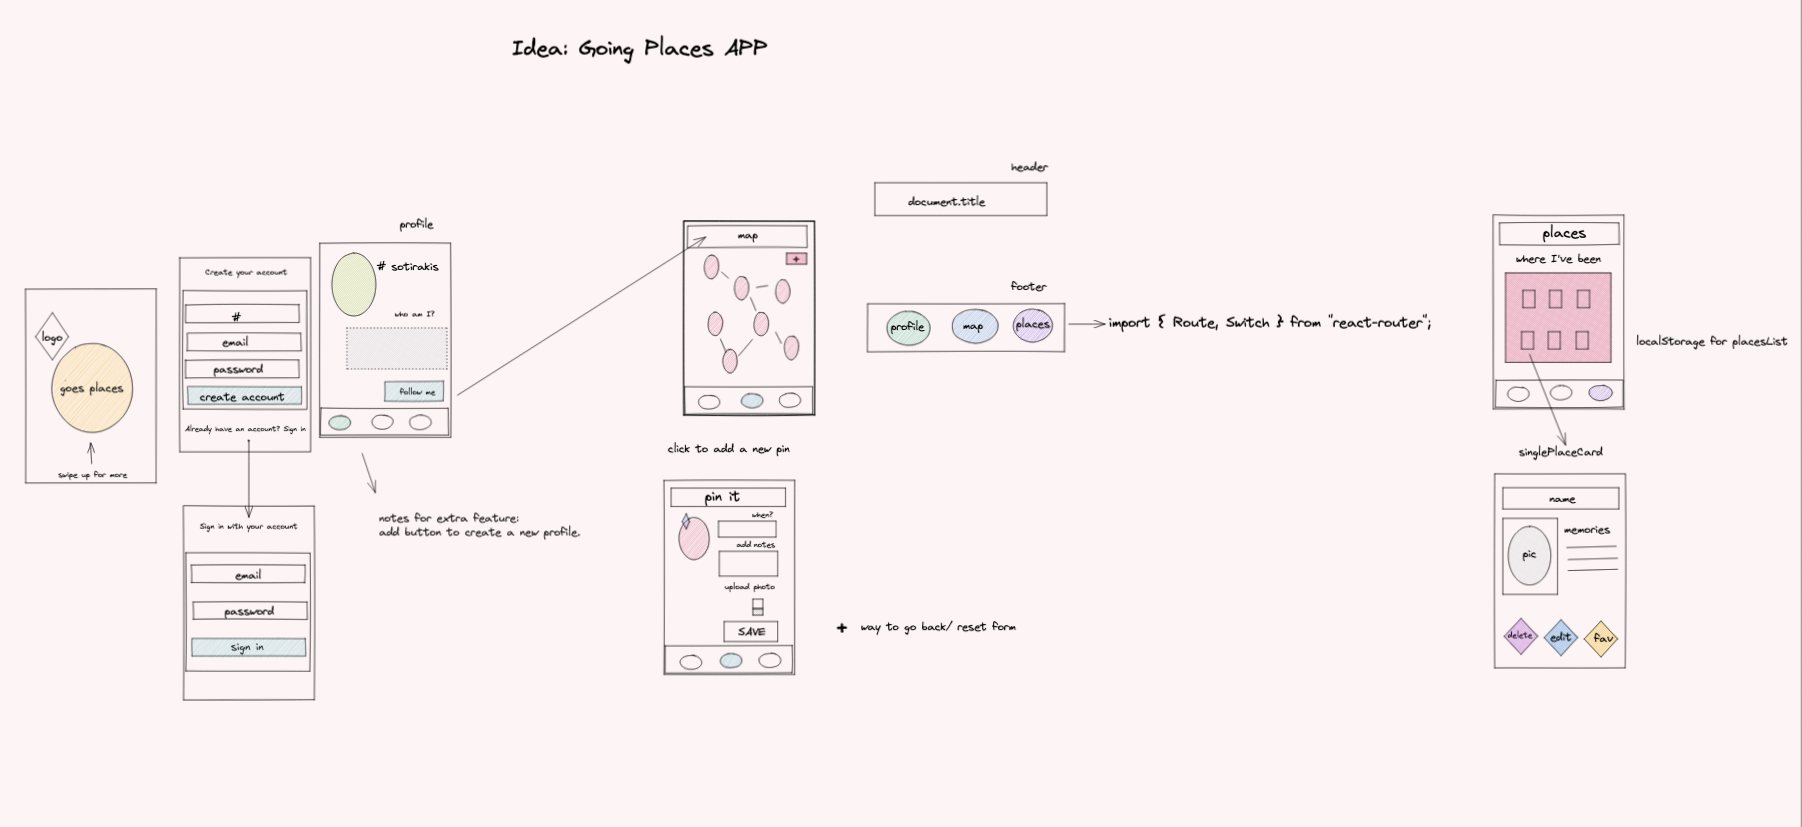 Idea: Going Places APP
logo
goes places
swipe up for more
Create your account
#
email
password
create account
Already have an account? Sign in
Sign in with your account
email
password
Sign in
profile
# sotirakis
who am I?
follow me
notes for extra feature:
add button to create a new profile.
map
+
click to add a new pin
pin it
when?
add notes
upload photo
SAVE
+ way to go back/ reset form
header
document.title
footer
profile
map
places
import { Route, Switch } from "react-router";
places
where I've been
localStorage for placesList
singlePlaceCard
name
pic
memories
delete
edit
fav